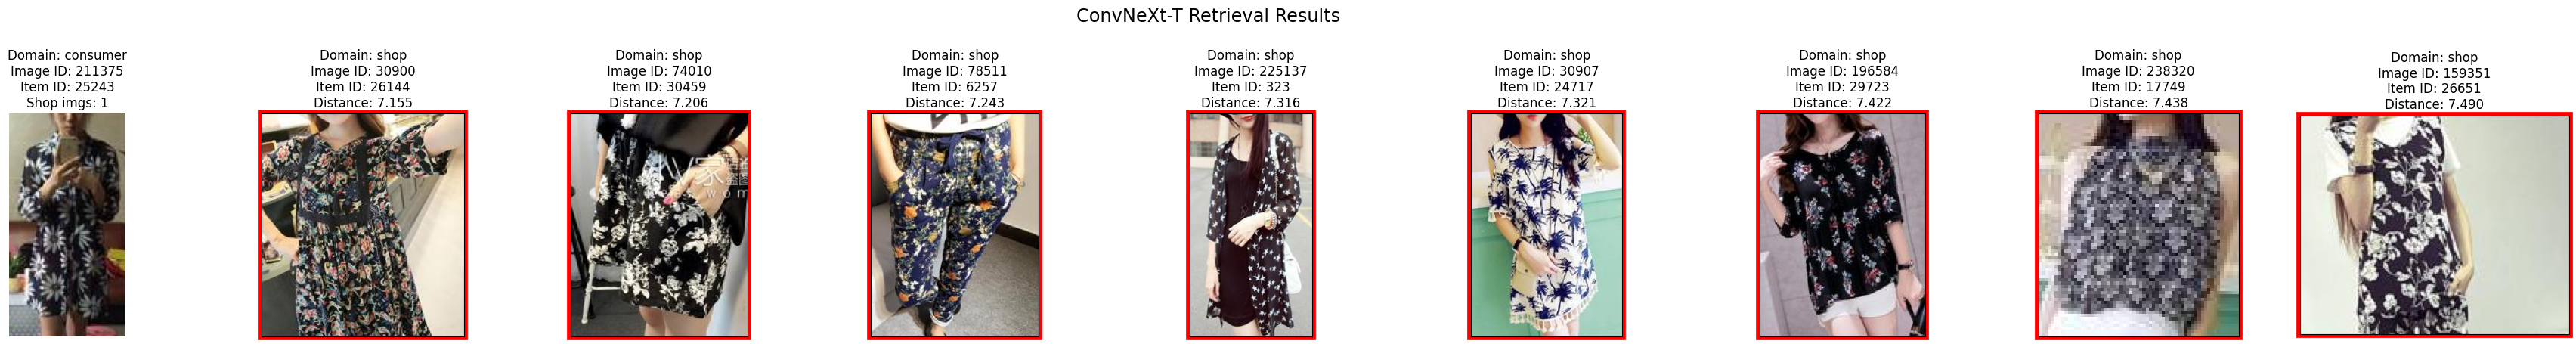 ConvNeXt-T Retrieval Results
Domain: consumer
Image ID: 211375
Item ID: 25243
Shop imgs: 1
Domain: shop
Image ID: 30900
Item ID: 26144
Distance: 7.155
Domain: shop
Image ID: 74010
Item ID: 30459
Distance: 7.206
Domain: shop
Image ID: 78511
Item ID: 6257
Distance: 7.243
Domain: shop
Image ID: 225137
Item ID: 323
Distance: 7.316
Domain: shop
Image ID: 30907
Item ID: 24717
Distance: 7.321
Domain: shop
Image ID: 196584
Item ID: 29723
Distance: 7.422
Domain: shop
Image ID: 238320
Item ID: 17749
Distance: 7.438
Domain: shop
Image ID: 159351
Item ID: 26651
Distance: 7.490